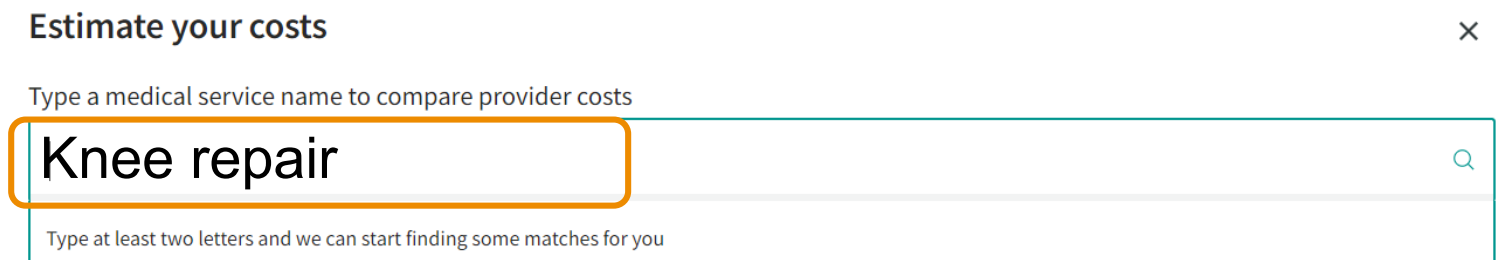 Estimate your costs
Type a medical service name to compare provider costs
Knee repair
Type at least two letters and we can start finding some matches for you